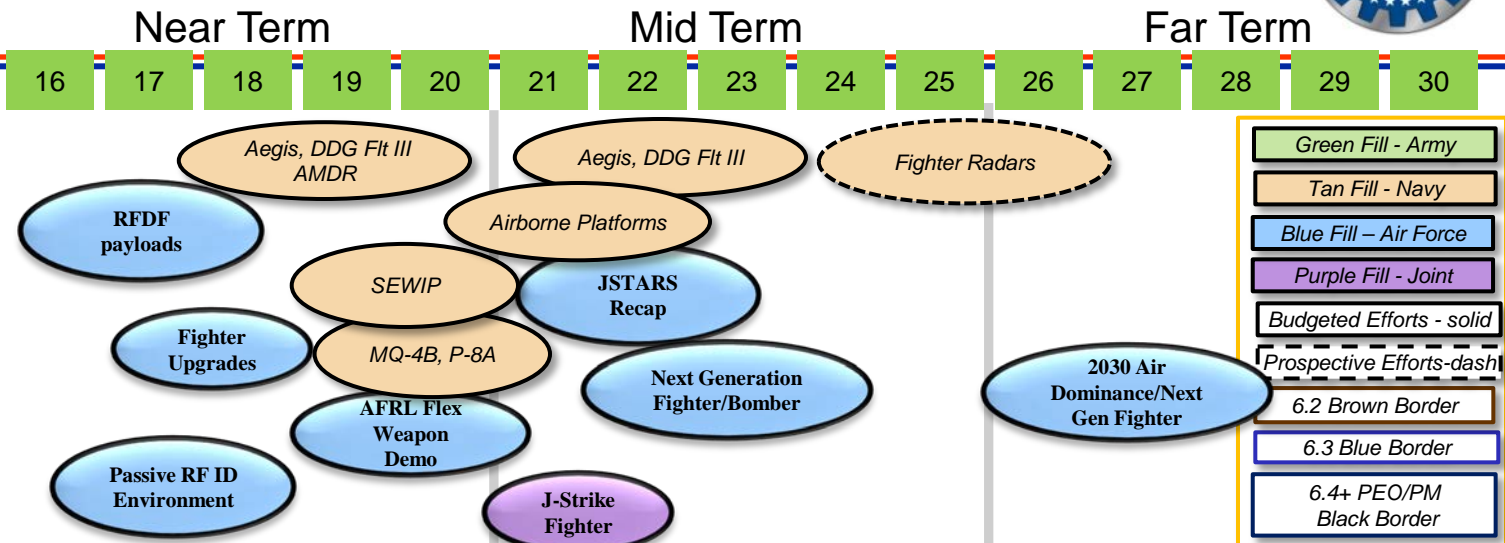 Near Term
Mid Term
Far Term
16 17 18 19 20 21 22 23 24 25 26 27 28 29 30
Aegis, DDG Flt III
AMDR
Aegis, DDG Flt III
Fighter Radars
RFDF
payloads
Airborne Platforms
SEWIP
JSTARS
Recap
Fighter
Upgrades
MQ-4B, P-8A
Next Generation
Fighter/Bomber
2030 Air
Dominance/Next
Gen Fighter
AFRL Flex
Weapon
Demo
Passive RF ID
Environment
J-Strike
Fighter
Green Fill - Army
Tan Fill - Navy
Blue Fill – Air Force
Purple Fill - Joint
Budgeted Efforts - solid
Prospective Efforts-dash
6.2 Brown Border
6.3 Blue Border
6.4+ PEO/PM
Black Border